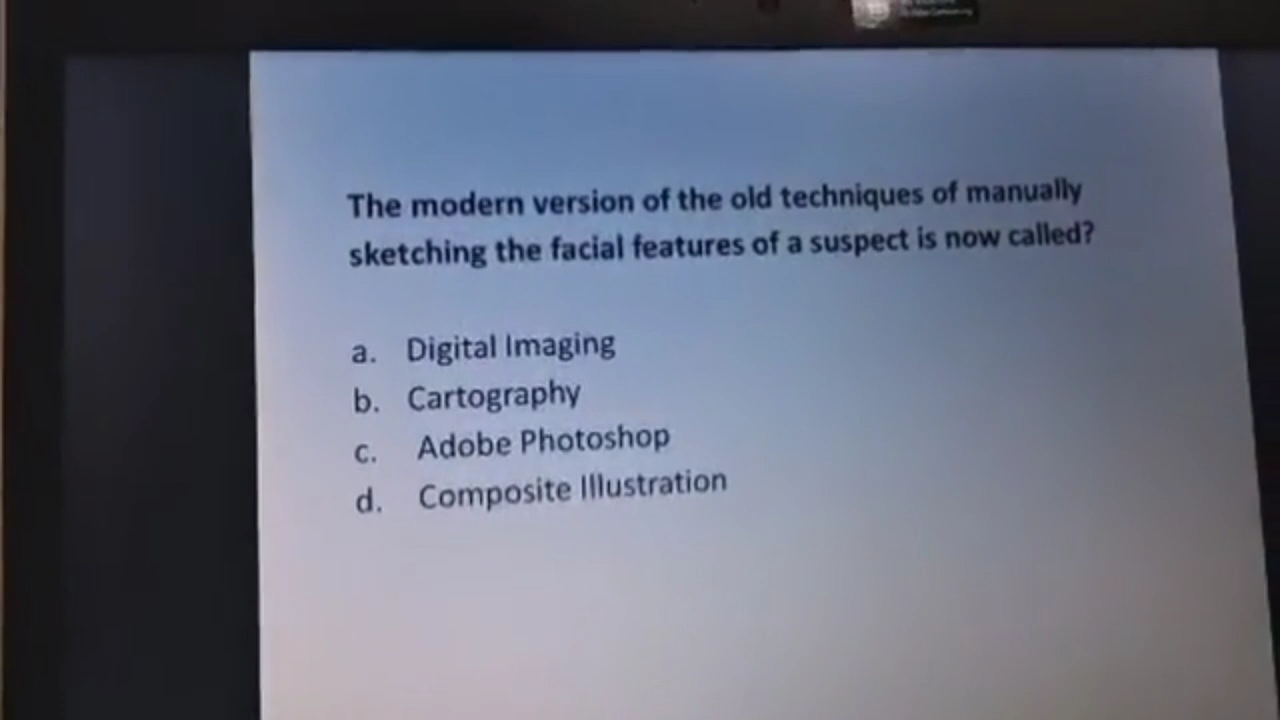 The modern version of the old techniques of manually
sketching the facial features of a suspect is now called?
a. Digital Imaging
b. Cartography
c. Adobe Photoshop
d. Composite Illustration